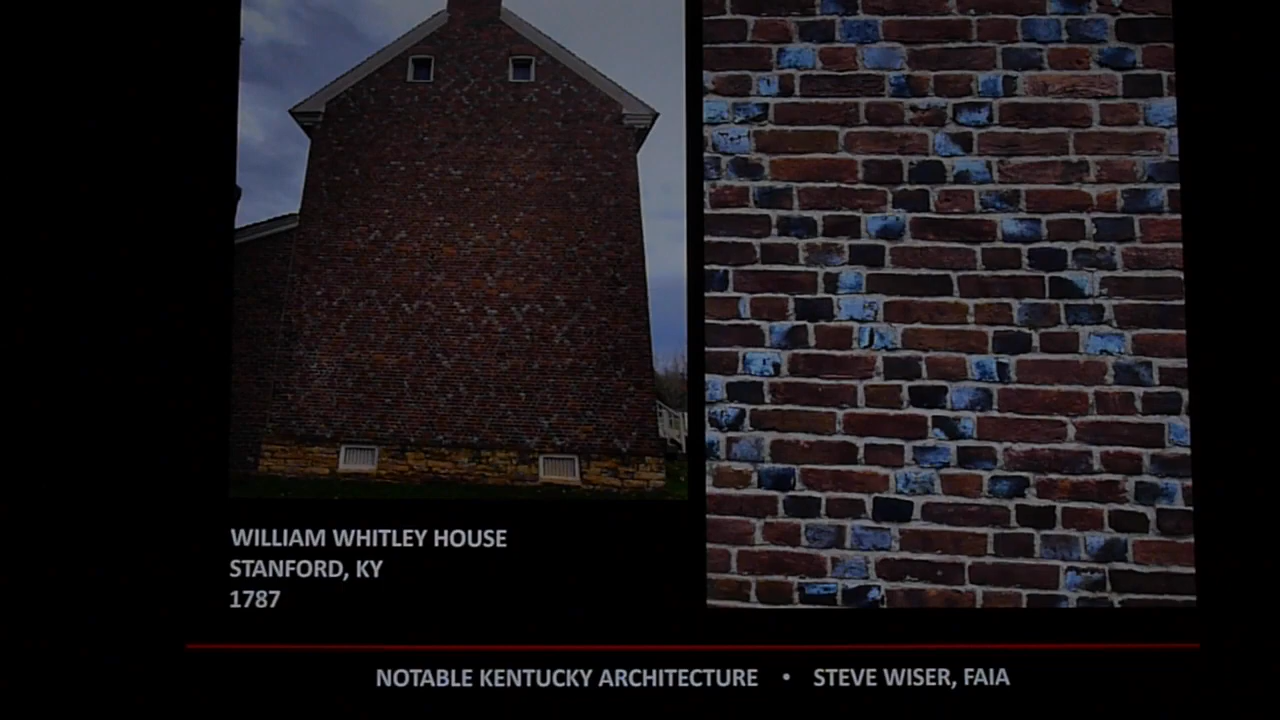 WILLIAM WHITLEY HOUSE
STANFORD, KY
1787
NOTABLE KENTUCKY ARCHITECTURE • STEVE WISER, FAIA